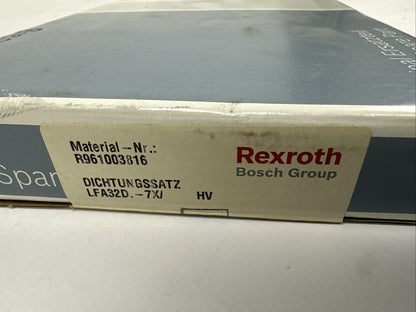 Material-Nr.:
R961003816
DICHTUNGSSATZ
LFA32D.-7X/ HV
Rexroth
Bosch Group
Spar